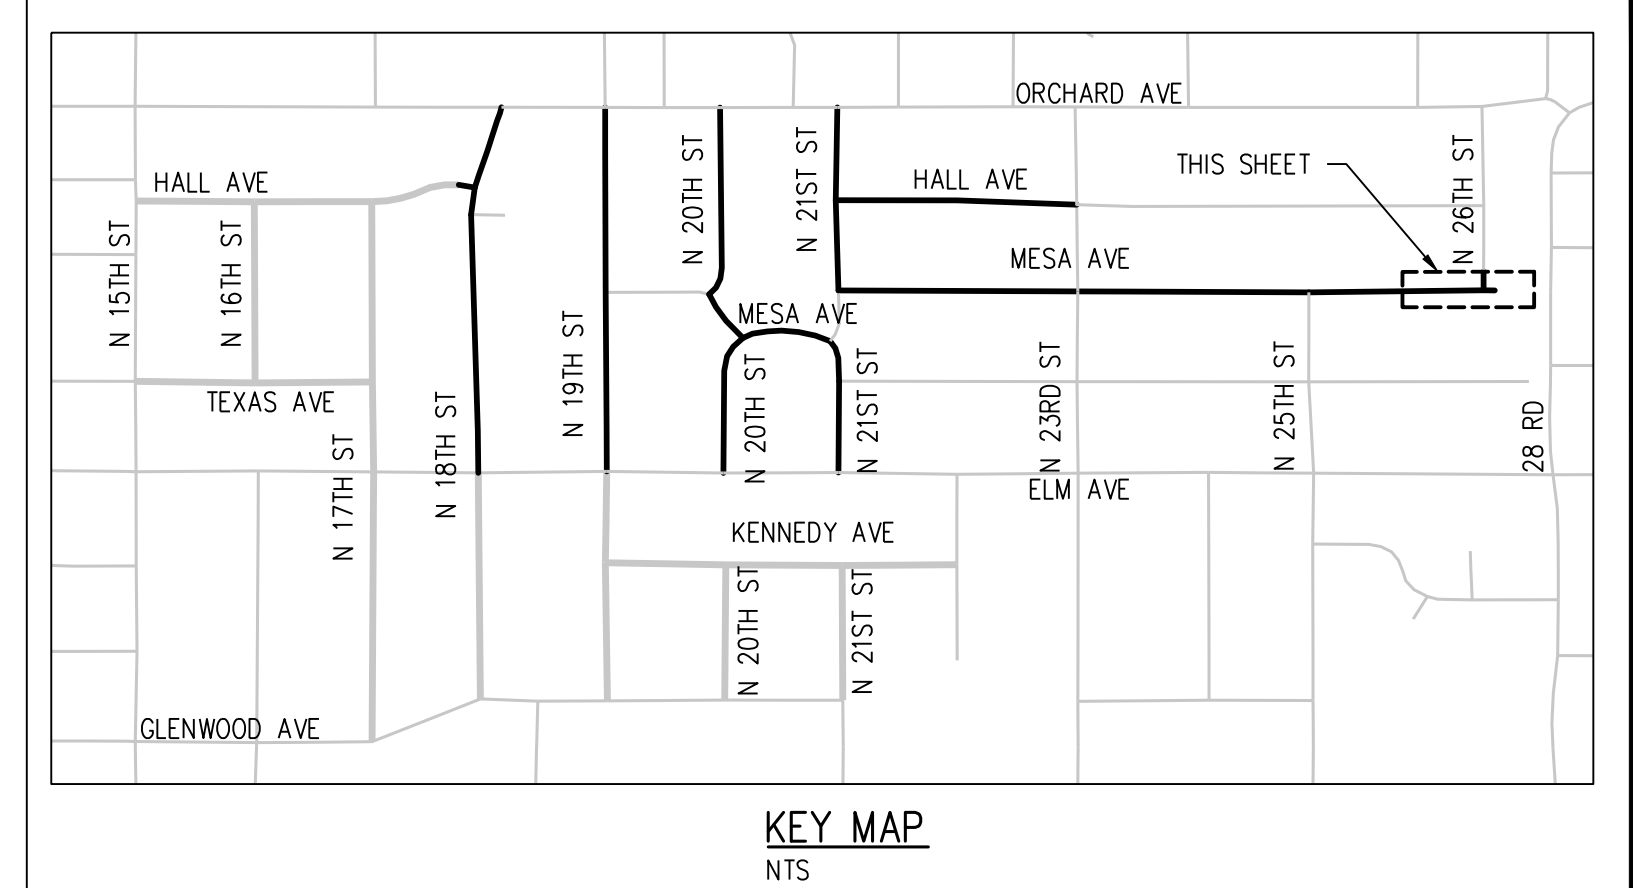 ORCHARD AVE
N 20TH ST
N 21ST ST
THIS SHEET
N 26TH ST
HALL AVE
HALL AVE
N 15TH ST
N 16TH ST
MESA AVE
MESA AVE
N 19TH ST
N 20TH ST
N 21ST ST
N 23RD ST
N 25TH ST
28 RD
TEXAS AVE
N 18TH ST
N 17TH ST
ELM AVE
KENNEDY AVE
N 20TH ST
N 21ST ST
GLENWOOD AVE
KEY MAP
NTS